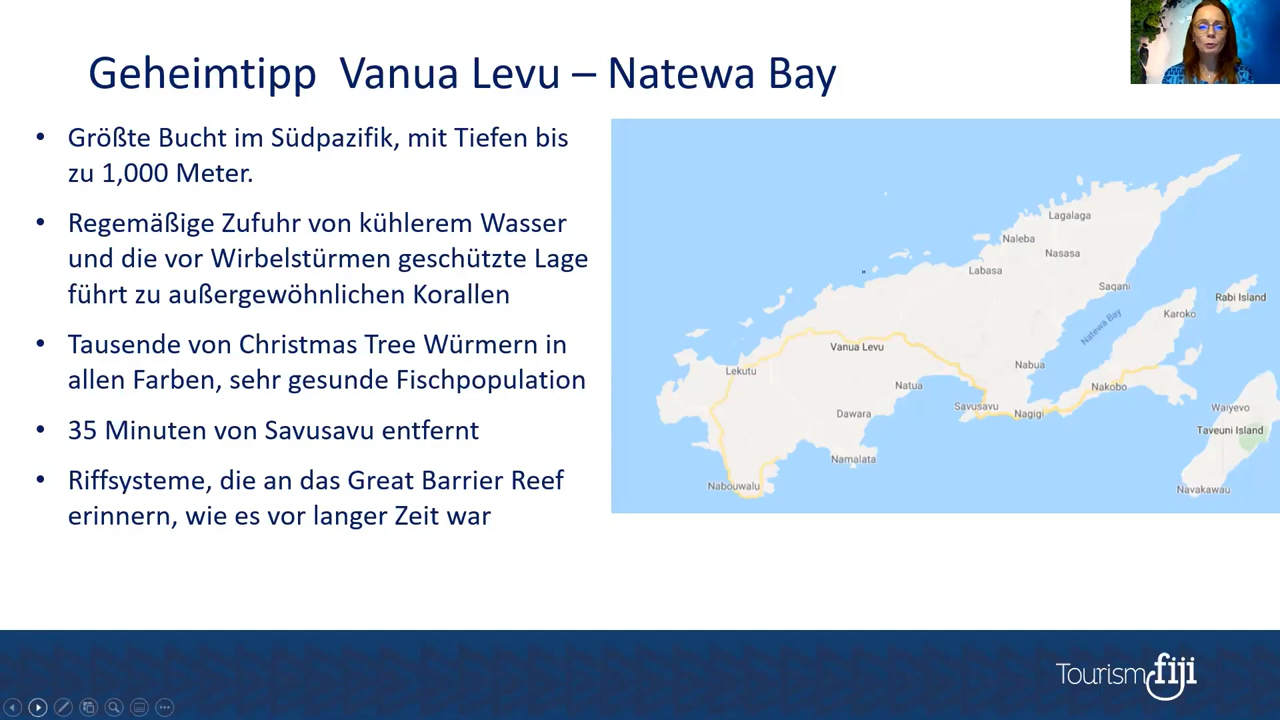 Geheimtipp Vanua Levu – Natewa Bay
• Größte Bucht im Südpazifik, mit Tiefen bis
zu 1,000 Meter.
• Regemäßige Zufuhr von kühlerem Wasser
und die vor Wirbelstürmen geschützte Lage
führt zu außergewöhnlichen Korallen
• Tausende von Christmas Tree Würmern in
allen Farben, sehr gesunde Fischpopulation
• 35 Minuten von Savusavu entfernt
• Riffsysteme, die an das Great Barrier Reef
erinnern, wie es vor langer Zeit war
Lagalaga
Naleba
Nasasa
Labasa
Saqani
Rabi Island
Karoko
Natewa Bay
Vanua Levu
Nabua
Lekutu
Natua
Nakobo
Savusavu
Nagigi
Dawara
Waiyevo
Taveuni Island
Namalata
Nabouwalu
Navakawau
Tourism fiji